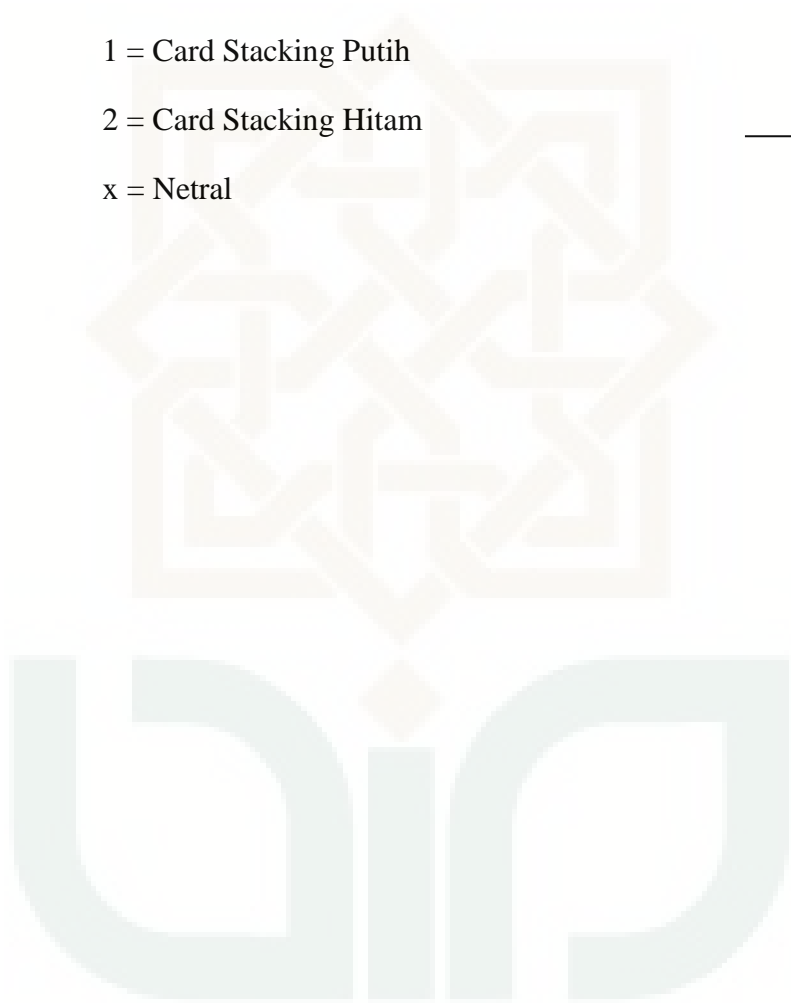 1 = Card Stacking Putih
2 = Card Stacking Hitam
x = Netral